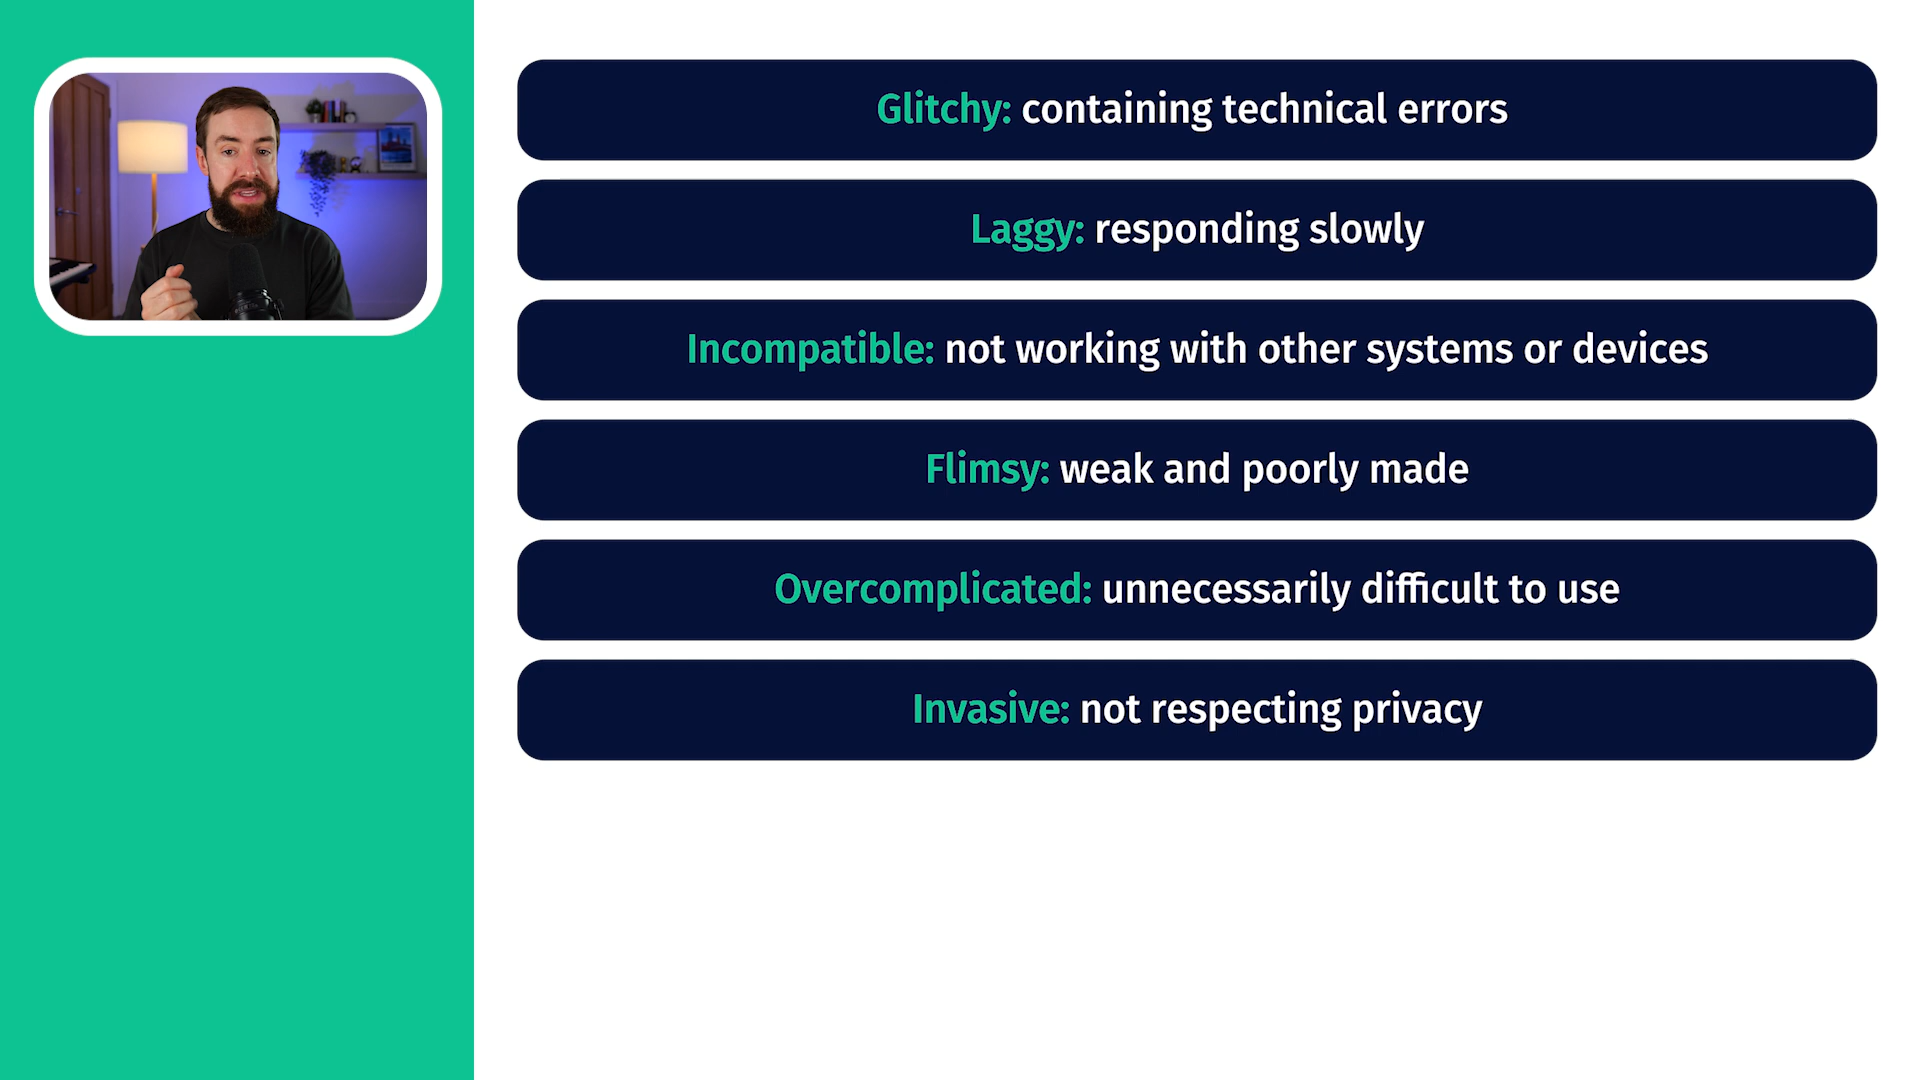 Glitchy: containing technical errors
Laggy: responding slowly
Incompatible: not working with other systems or devices
Flimsy: weak and poorly made
Overcomplicated: unnecessarily difficult to use
Invasive: not respecting privacy